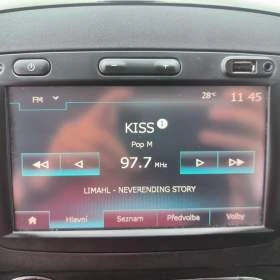 FM 28°C 11 45
KISS
Pop M
97.7 MHz
LIMAHL - NEVERENDING STORY
Hlavní Seznam Předvolba Volby